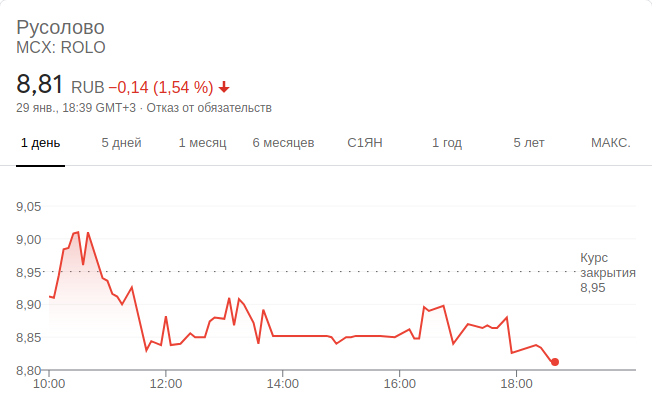 Русолово
MCX: ROLO
8,81 RUB −0,14 (1,54 %)
29 янв., 18:39 GMT+3 · Отказ от обязательств
1 день 5 дней 1 месяц 6 месяцев С1ЯН 1 год 5 лет МАКС.
9,05
9,00
8,95
8,90
8,85
8,80
Курс
закрытия
8,95
10:00 12:00 14:00 16:00 18:00